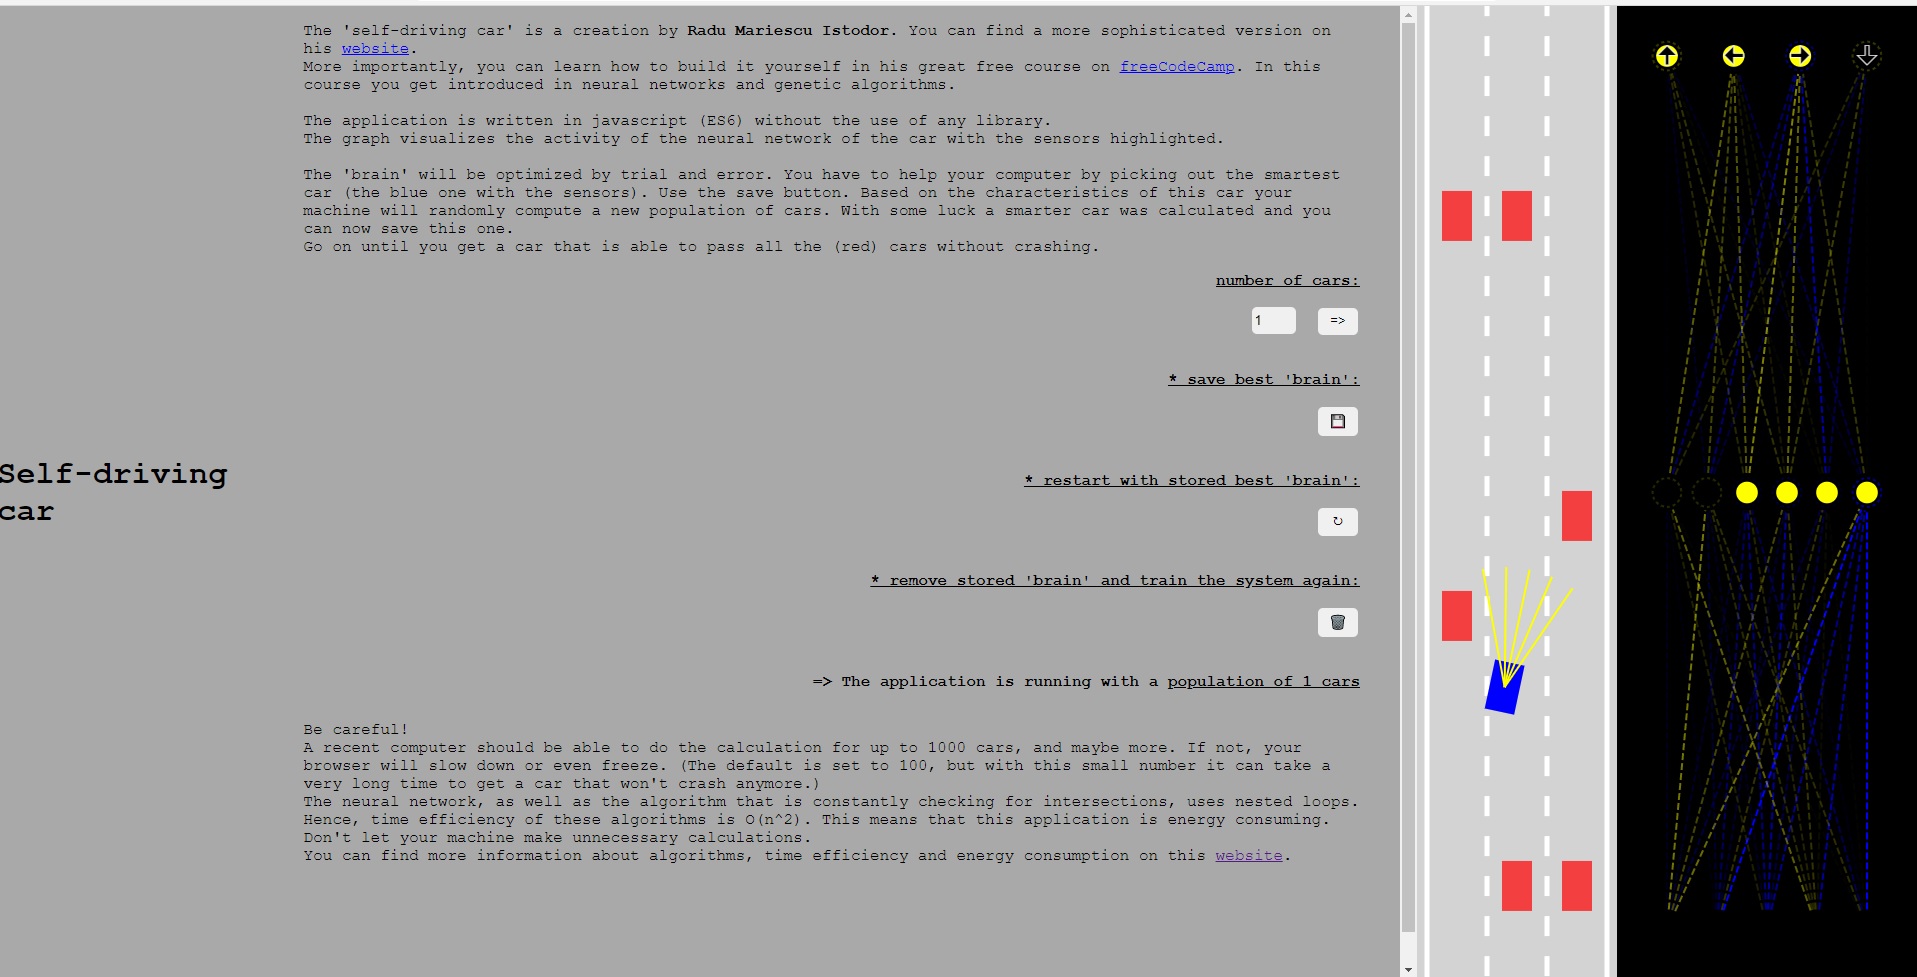 Self-driving
car
The 'self-driving car' is a creation by Radu Mariescu Istodor. You can find a more sophisticated version on
his website.
More importantly, you can learn how to build it yourself in his great free course on freeCodeCamp. In this
course you get introduced in neural networks and genetic algorithms.
The application is written in javascript (ES6) without the use of any library.
The graph visualizes the activity of the neural network of the car with the sensors highlighted.
The 'brain' will be optimized by trial and error. You have to help your computer by picking out the smartest
car (the blue one with the sensors). Use the save button. Based on the characteristics of this car your
machine will randomly compute a new population of cars. With some luck a smarter car was calculated and you
can now save this one.
Go on until you get a car that is able to pass all the (red) cars without crashing.
number of cars:
1 =>
* save best 'brain':
* restart with stored best 'brain':
↻
* remove stored 'brain' and train the system again:
=> The application is running with a population of 1 cars
Be careful!
A recent computer should be able to do the calculation for up to 1000 cars, and maybe more. If not, your
browser will slow down or even freeze. (The default is set to 100, but with this small number it can take a
very long time to get a car that won't crash anymore.)
The neural network, as well as the algorithm that is constantly checking for intersections, uses nested loops.
Hence, time efficiency of these algorithms is O(n^2). This means that this application is energy consuming.
Don't let your machine make unnecessary calculations.
You can find more information about algorithms, time efficiency and energy consumption on this website.